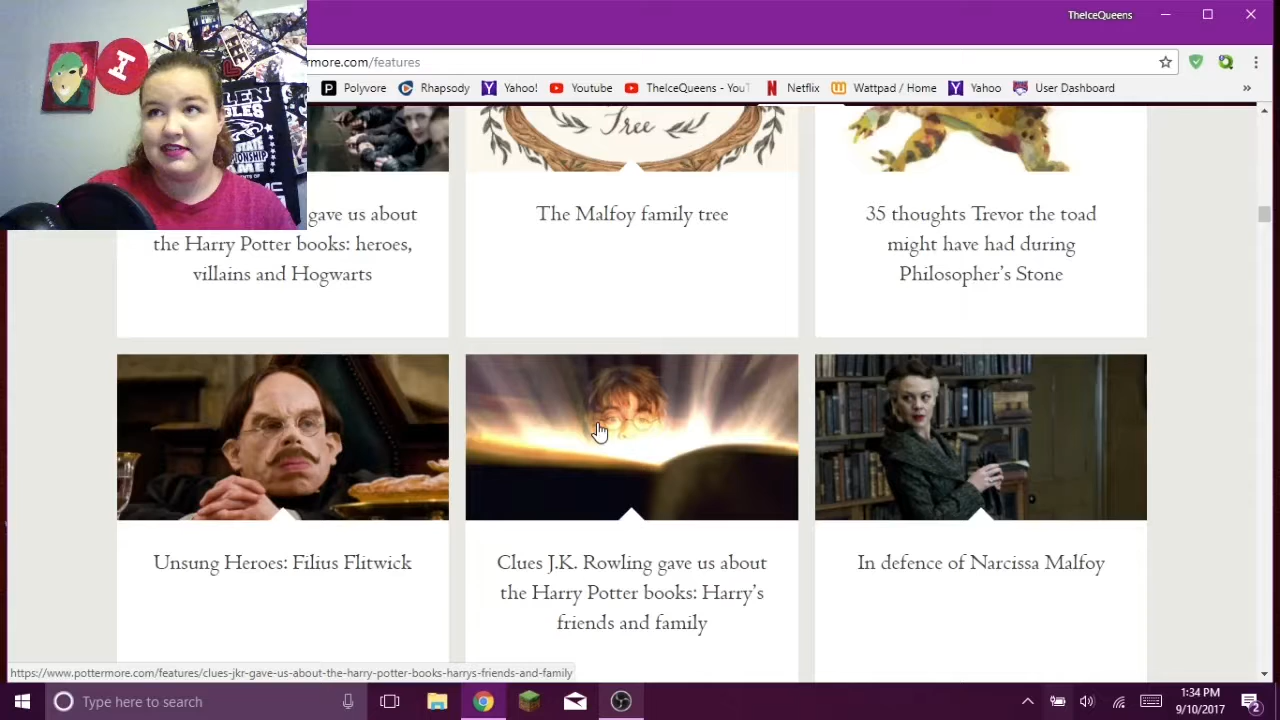 TheIceQueens
rmore.com/features
Polyvore
Rhapsody
Yahoo!
Youtube
TheIceQueens - YouT
Netflix
Wattpad / Home
Yahoo
User Dashboard
»
Tree
gave us about
the Harry Potter books: heroes,
villains and Hogwarts
The Malfoy family tree
35 thoughts Trevor the toad
might have had during
Philosopher's Stone
Unsung Heroes: Filius Flitwick
Clues J.K. Rowling gave us about
the Harry Potter books: Harry's
friends and family
In defence of Narcissa Malfoy
https://www.pottermore.com/features/clues-jkr-gave-us-about-the-harry-potter-books-harrys-friends-and-family
Type here to search
1:34 PM
9/10/2017
2
I
STATE